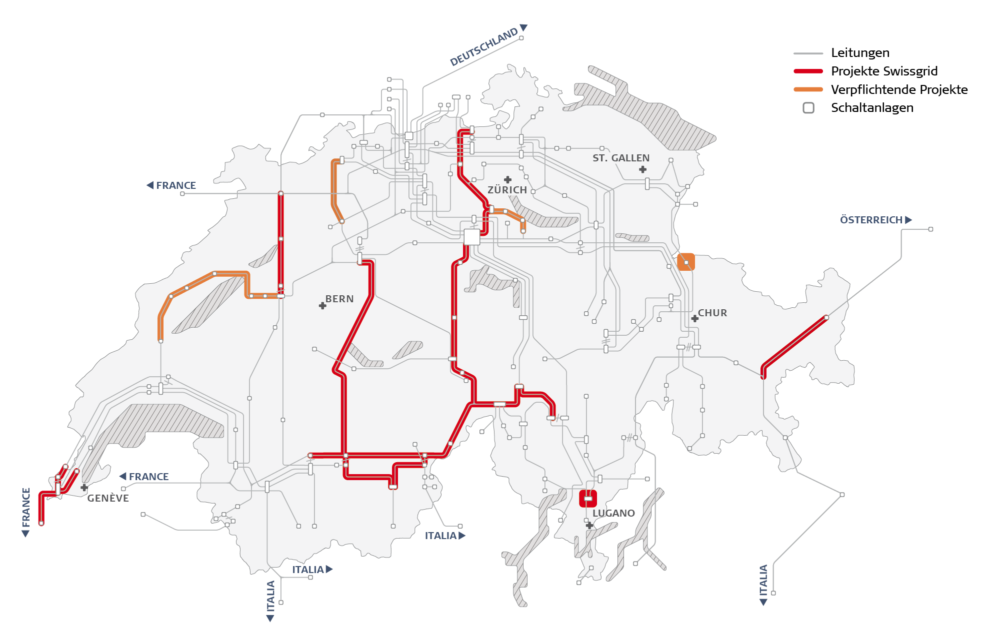 DEUTSCHLAND
Leitungen
Projekte Swissgrid
Verpflichtende Projekte
Schaltanlagen
ST. GALLEN
FRANCE
ZÜRICH
ÖSTERREICH
BERN
CHUR
FRANCE
GENÈVE
FRANCE
LUGANO
ITALIA
ITALIA
ITALIA
ITALIA